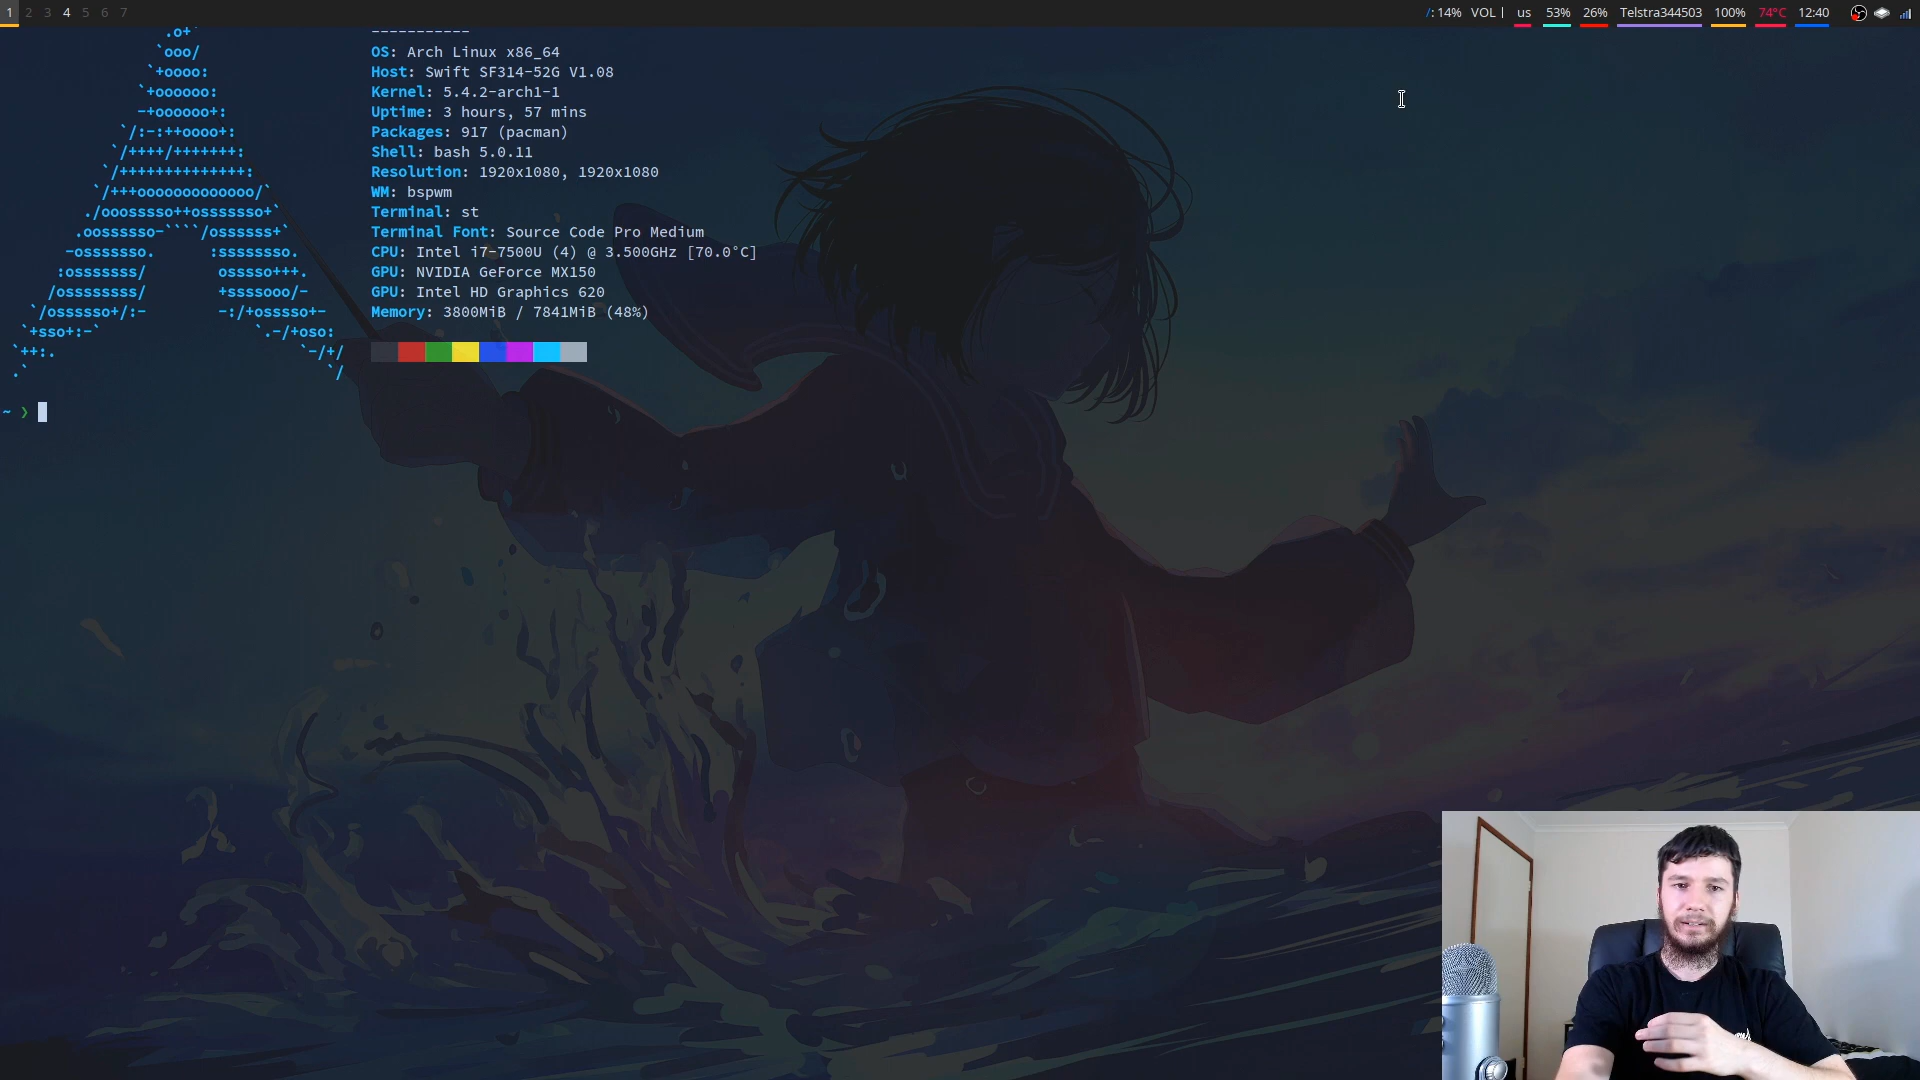 1 2 3 4 5 6 7
/: 14% VOL | us 53% 26% Telstra344503 100% 74°C 12:40
-----------
OS: Arch Linux x86_64
Host: Swift SF314-52G V1.08
Kernel: 5.4.2-arch1-1
Uptime: 3 hours, 57 mins
Packages: 917 (pacman)
Shell: bash 5.0.11
Resolution: 1920x1080, 1920x1080
WM: bspwm
Terminal: st
Terminal Font: Source Code Pro Medium
CPU: Intel i7-7500U (4) @ 3.500GHz [70.0°C]
GPU: NVIDIA GeForce MX150
GPU: Intel HD Graphics 620
Memory: 3800MiB / 7841MiB (48%)
~ ❯